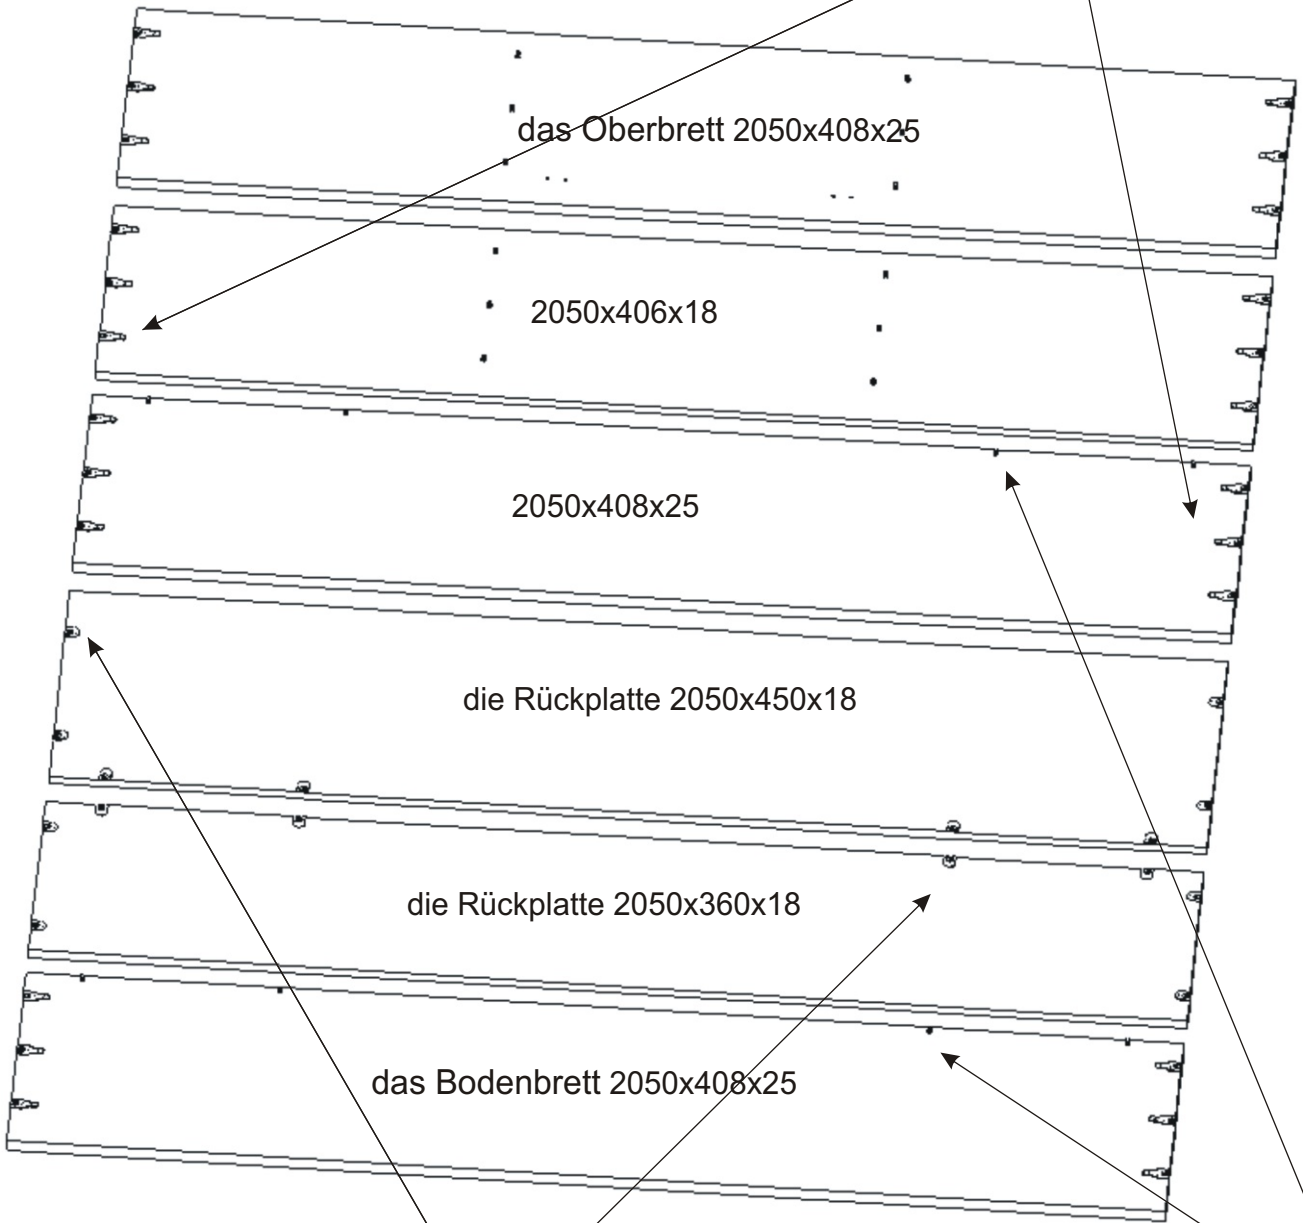 das Oberbrett 2050x408x25
2050x406x18
2050x408x25
die Rückplatte 2050x450x18
die Rückplatte 2050x360x18
das Bodenbrett 2050x408x25